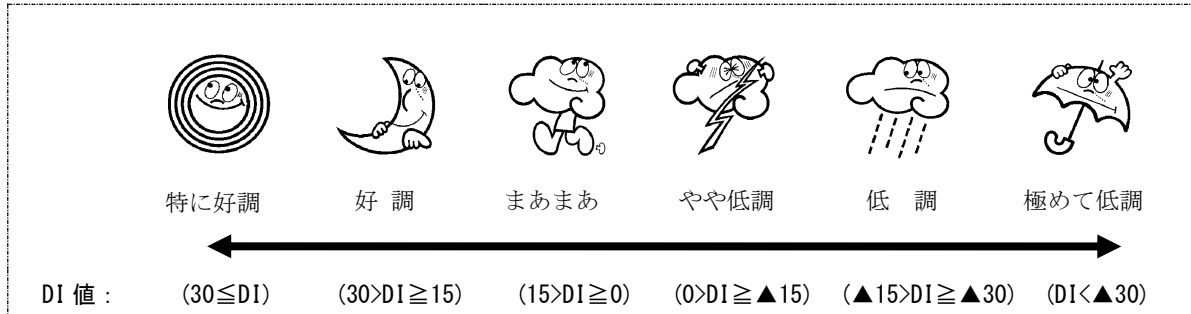 特に好調 好 調 まあまあ やや低調 低 調 極めて低調
DI 値： (30≦DI) (30>DI≧15) (15>DI≧0) (0>DI≧▲15) (▲15>DI≧▲30) (DI<▲30)